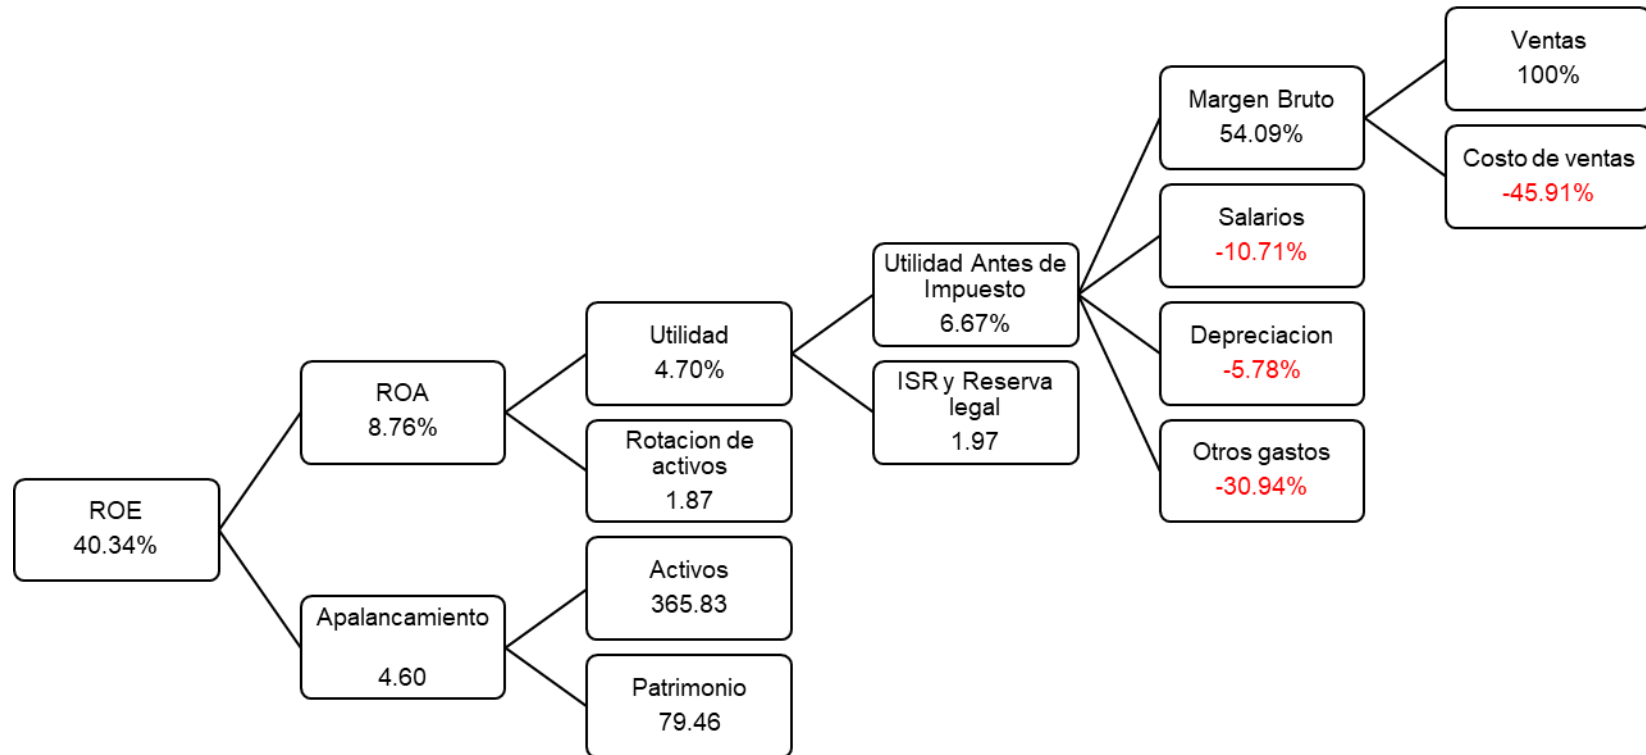 Ventas
100%
Margen Bruto
54.09%
Costo de ventas
-45.91%
Salarios
-10.71%
Utilidad Antes de
Impuesto
6.67%
Utilidad
4.70%
Depreciacion
-5.78%
ROA
8.76%
ISR y Reserva
legal
1.97
Rotacion de
activos
1.87
Otros gastos
-30.94%
ROE
40.34%
Activos
365.83
Apalancamiento
4.60
Patrimonio
79.46